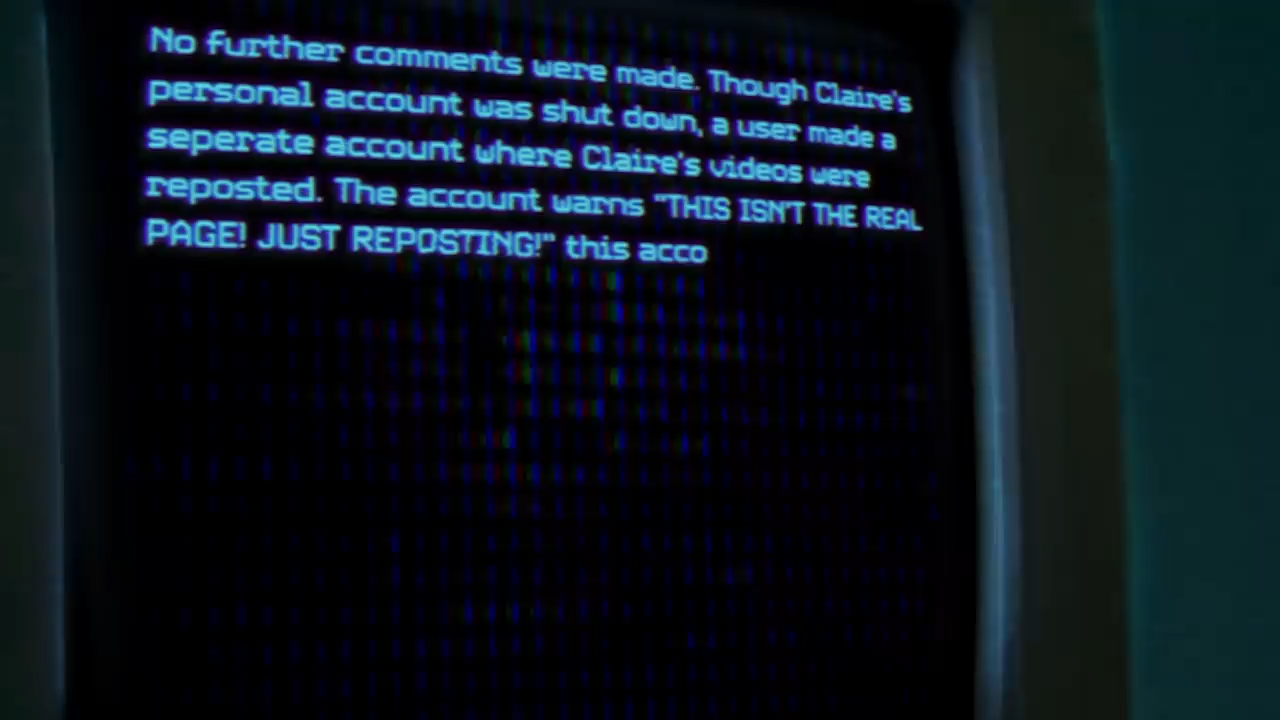 No further comments were made. Though Claire's
personal account was shut down, a user made a
seperate account where Claire's videos were
reposted. The account warns "THIS ISN'T THE REAL
PAGE! JUST REPOSTING!" this acco